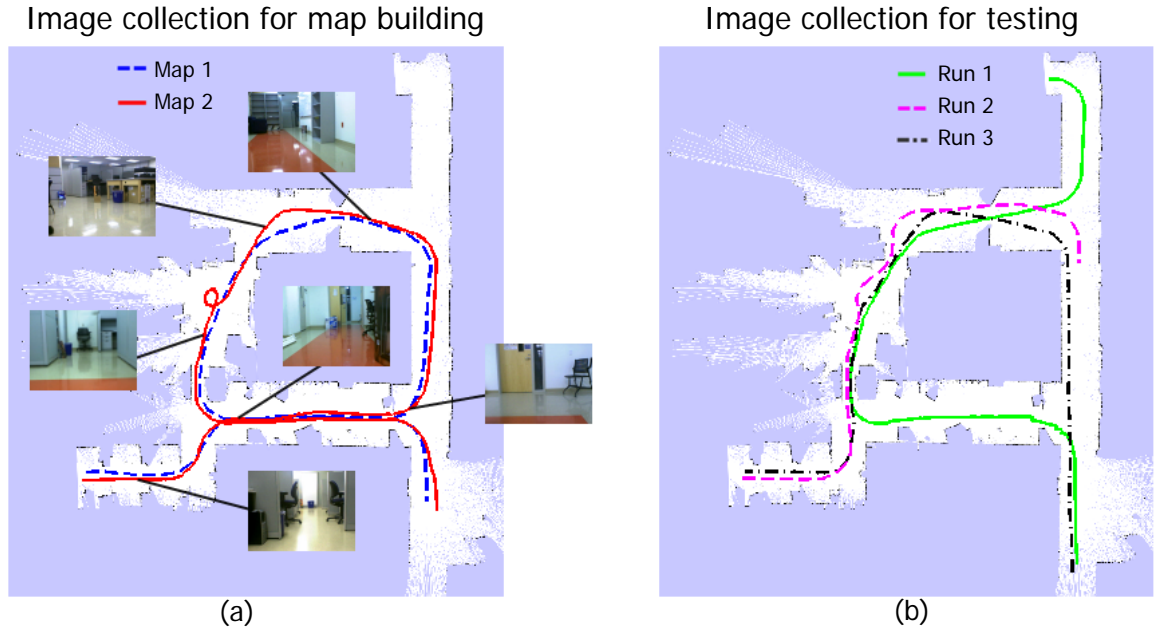 Image collection for map building
Map 1
Map 2
(a)
Image collection for testing
Run 1
Run 2
Run 3
(b)